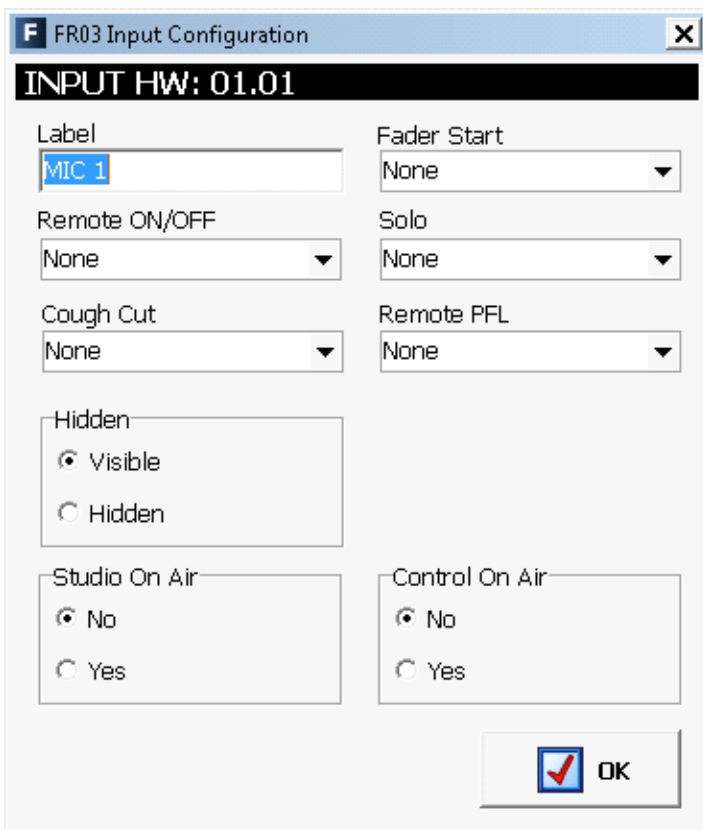 F FR03 Input Configuration
INPUT HW: 01.01
Label
MIC 1
Fader Start
None
Remote ON/OFF
None
Solo
None
Cough Cut
None
Remote PFL
None
Hidden
Visible
Hidden
Studio On Air
No
Yes
Control On Air
No
Yes
OK